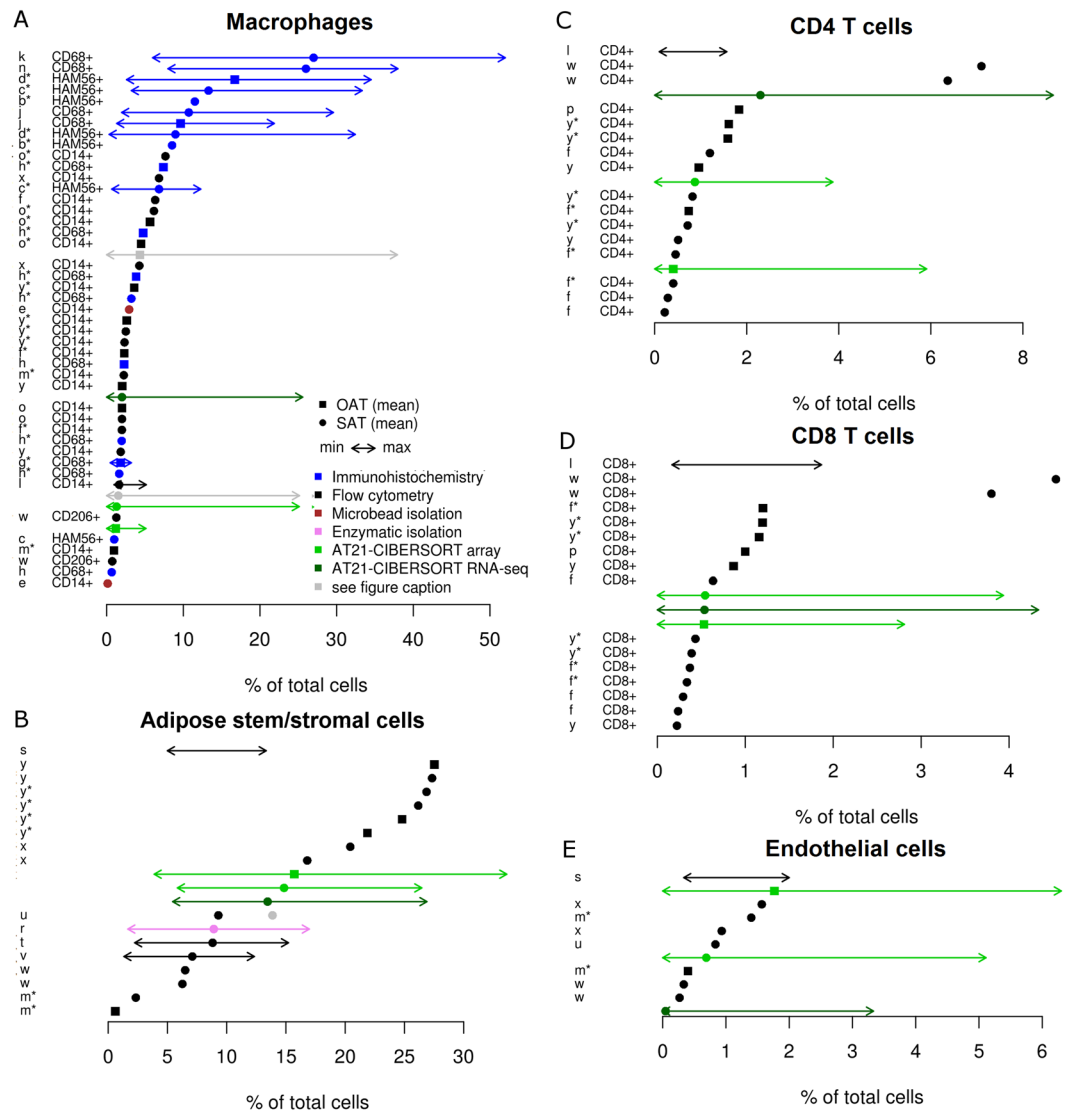 A
Macrophages
k CD68+
n CD68+
d* HAM56+
c* HAM56+
b* HAM56+
j CD68+
i CD68+
d* HAM56+
b* HAM56+
o* CD14+
h* CD68+
x CD14+
c* HAM56+
f CD14+
o* CD14+
o* CD14+
h* CD68+
o* CD14+
x CD14+
h* CD68+
y* CD14+
h* CD68+
e CD14+
y* CD14+
y* CD14+
y* CD14+
f* CD14+
h CD68+
m* CD14+
y CD14+
o CD14+
o CD14+
f* CD14+
h* CD68+
y CD14+
g* CD68+
h* CD68+
l CD14+
w CD206+
c HAM56+
m* CD14+
w CD206+
h CD68+
e CD14+
OAT (mean)
SAT (mean)
min max
Immunohistochemistry
Flow cytometry
Microbead isolation
Enzymatic isolation
AT21-CIBERSORT array
AT21-CIBERSORT RNA-seq
see figure caption
0 10 20 30 40 50
% of total cells
B
Adipose stem/stromal cells
s
y
y
y*
y*
y*
y*
x
x
u
r
t
v
w
w
m*
m*
0 5 10 15 20 25 30
% of total cells
C
CD4 T cells
l CD4+
w CD4+
w CD4+
p CD4+
y* CD4+
y* CD4+
f CD4+
y CD4+
y* CD4+
f* CD4+
y* CD4+
y CD4+
f* CD4+
f* CD4+
f CD4+
f CD4+
0 2 4 6 8
% of total cells
D
CD8 T cells
l CD8+
w CD8+
w CD8+
f* CD8+
y* CD8+
y* CD8+
p CD8+
y CD8+
f CD8+
y* CD8+
y* CD8+
f* CD8+
f* CD8+
f CD8+
f CD8+
y CD8+
0 1 2 3 4
% of total cells
E
Endothelial cells
s
x
m*
x
u
m*
w
w
0 1 2 3 4 5 6
% of total cells